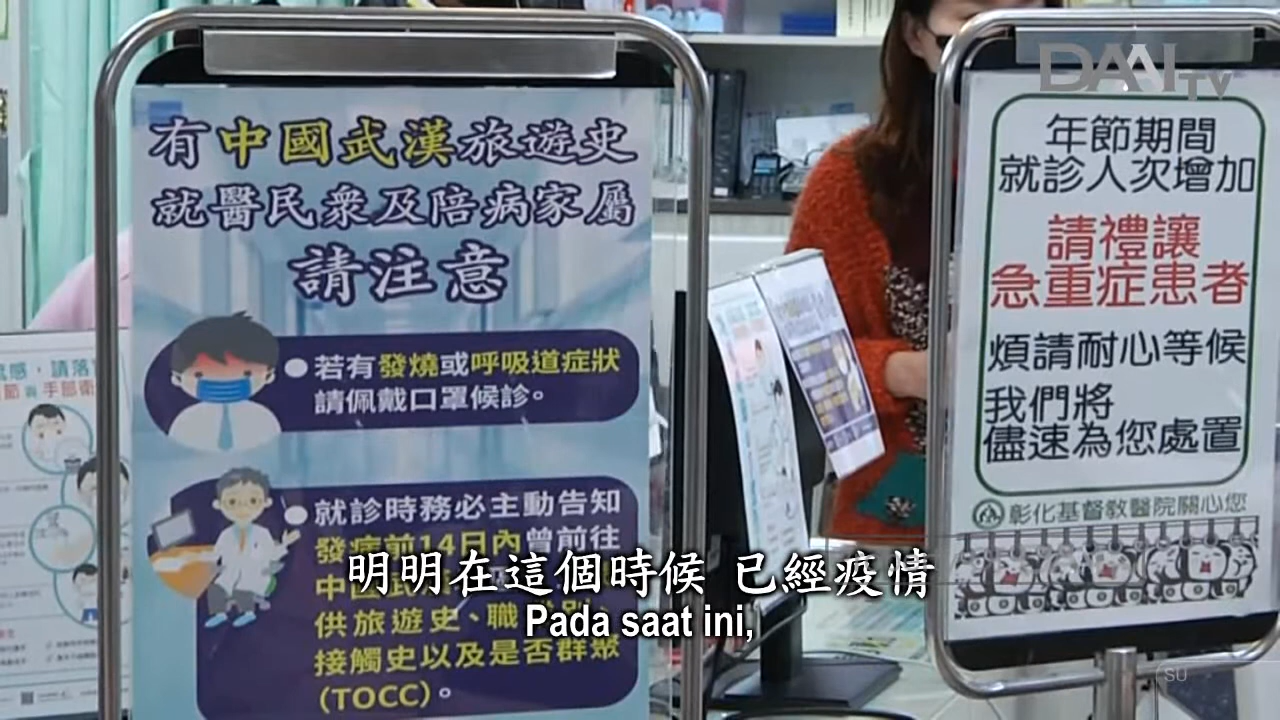 有中國武漢旅遊史
就醫民眾及陪病家屬
請注意
若有發燒或呼吸道症狀
請佩戴口罩候診。
就診時務必主動告知
發病前14日內曾前往
供旅遊史、職
接觸史以及是否群聚
(TOCC)。
DAAI TV
年節期間
就診人次增加
請禮讓
急重症患者
煩請耐心等候
我們將
儘速為您處置
彰化基督教醫院關心您
明明在這個時候 已經疫情
Pada saat ini,
SU